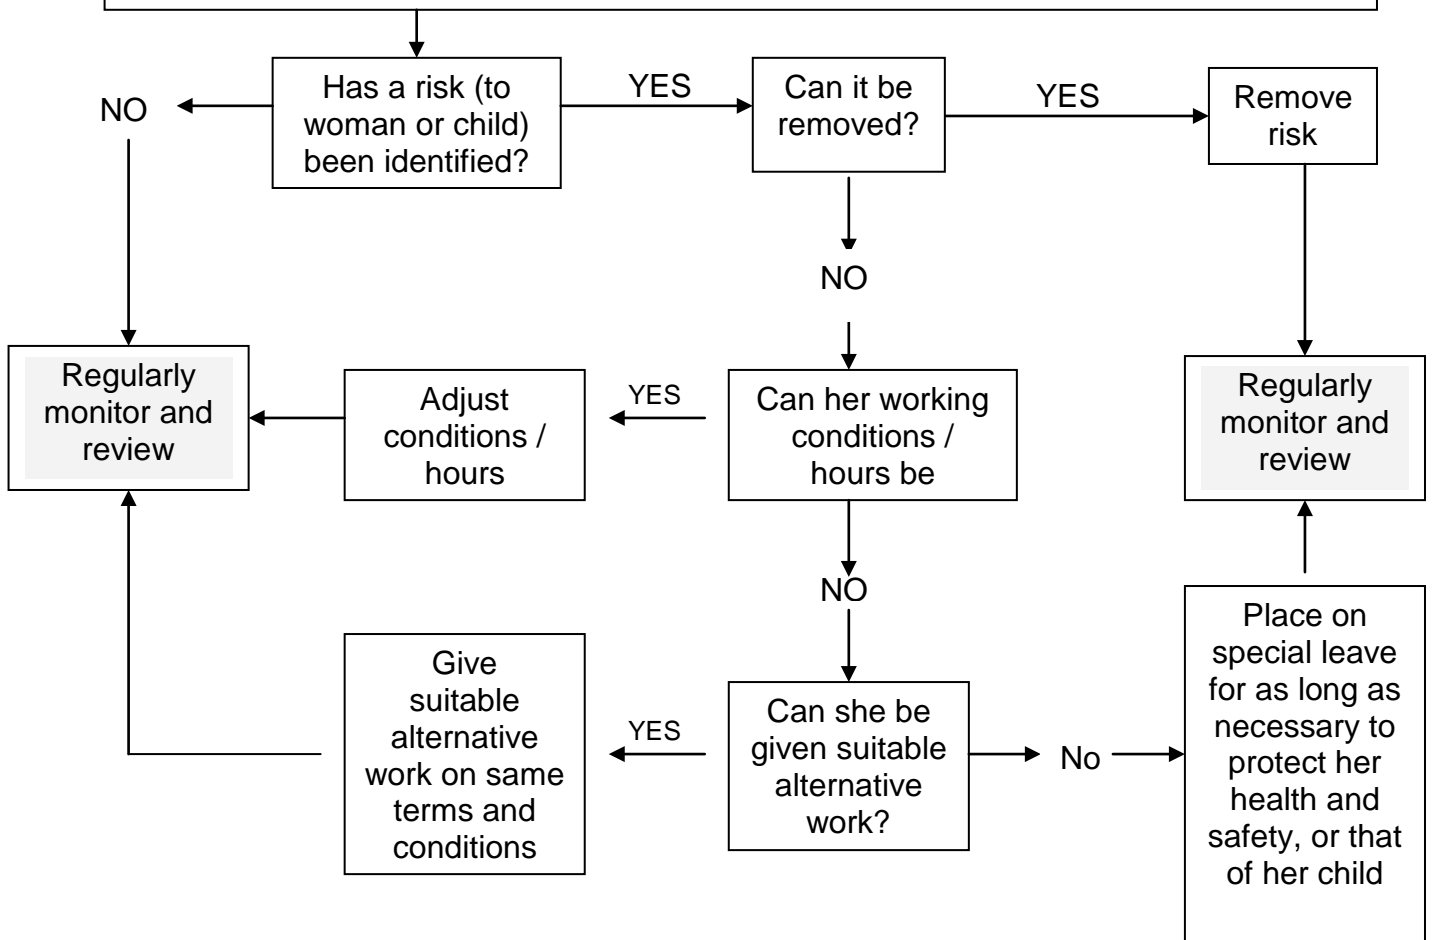 Has a risk (to
woman or child)
been identified?
YES
Can it be
removed?
YES
Remove
risk
NO
NO
Regularly
monitor and
review
Adjust
conditions /
hours
YES
Can her working
conditions /
hours be
Regularly
monitor and
review
NO
Give
suitable
alternative
work on same
terms and
conditions
YES
Can she be
given suitable
alternative
work?
No
Place on
special leave
for as long as
necessary to
protect her
health and
safety, or that
of her child